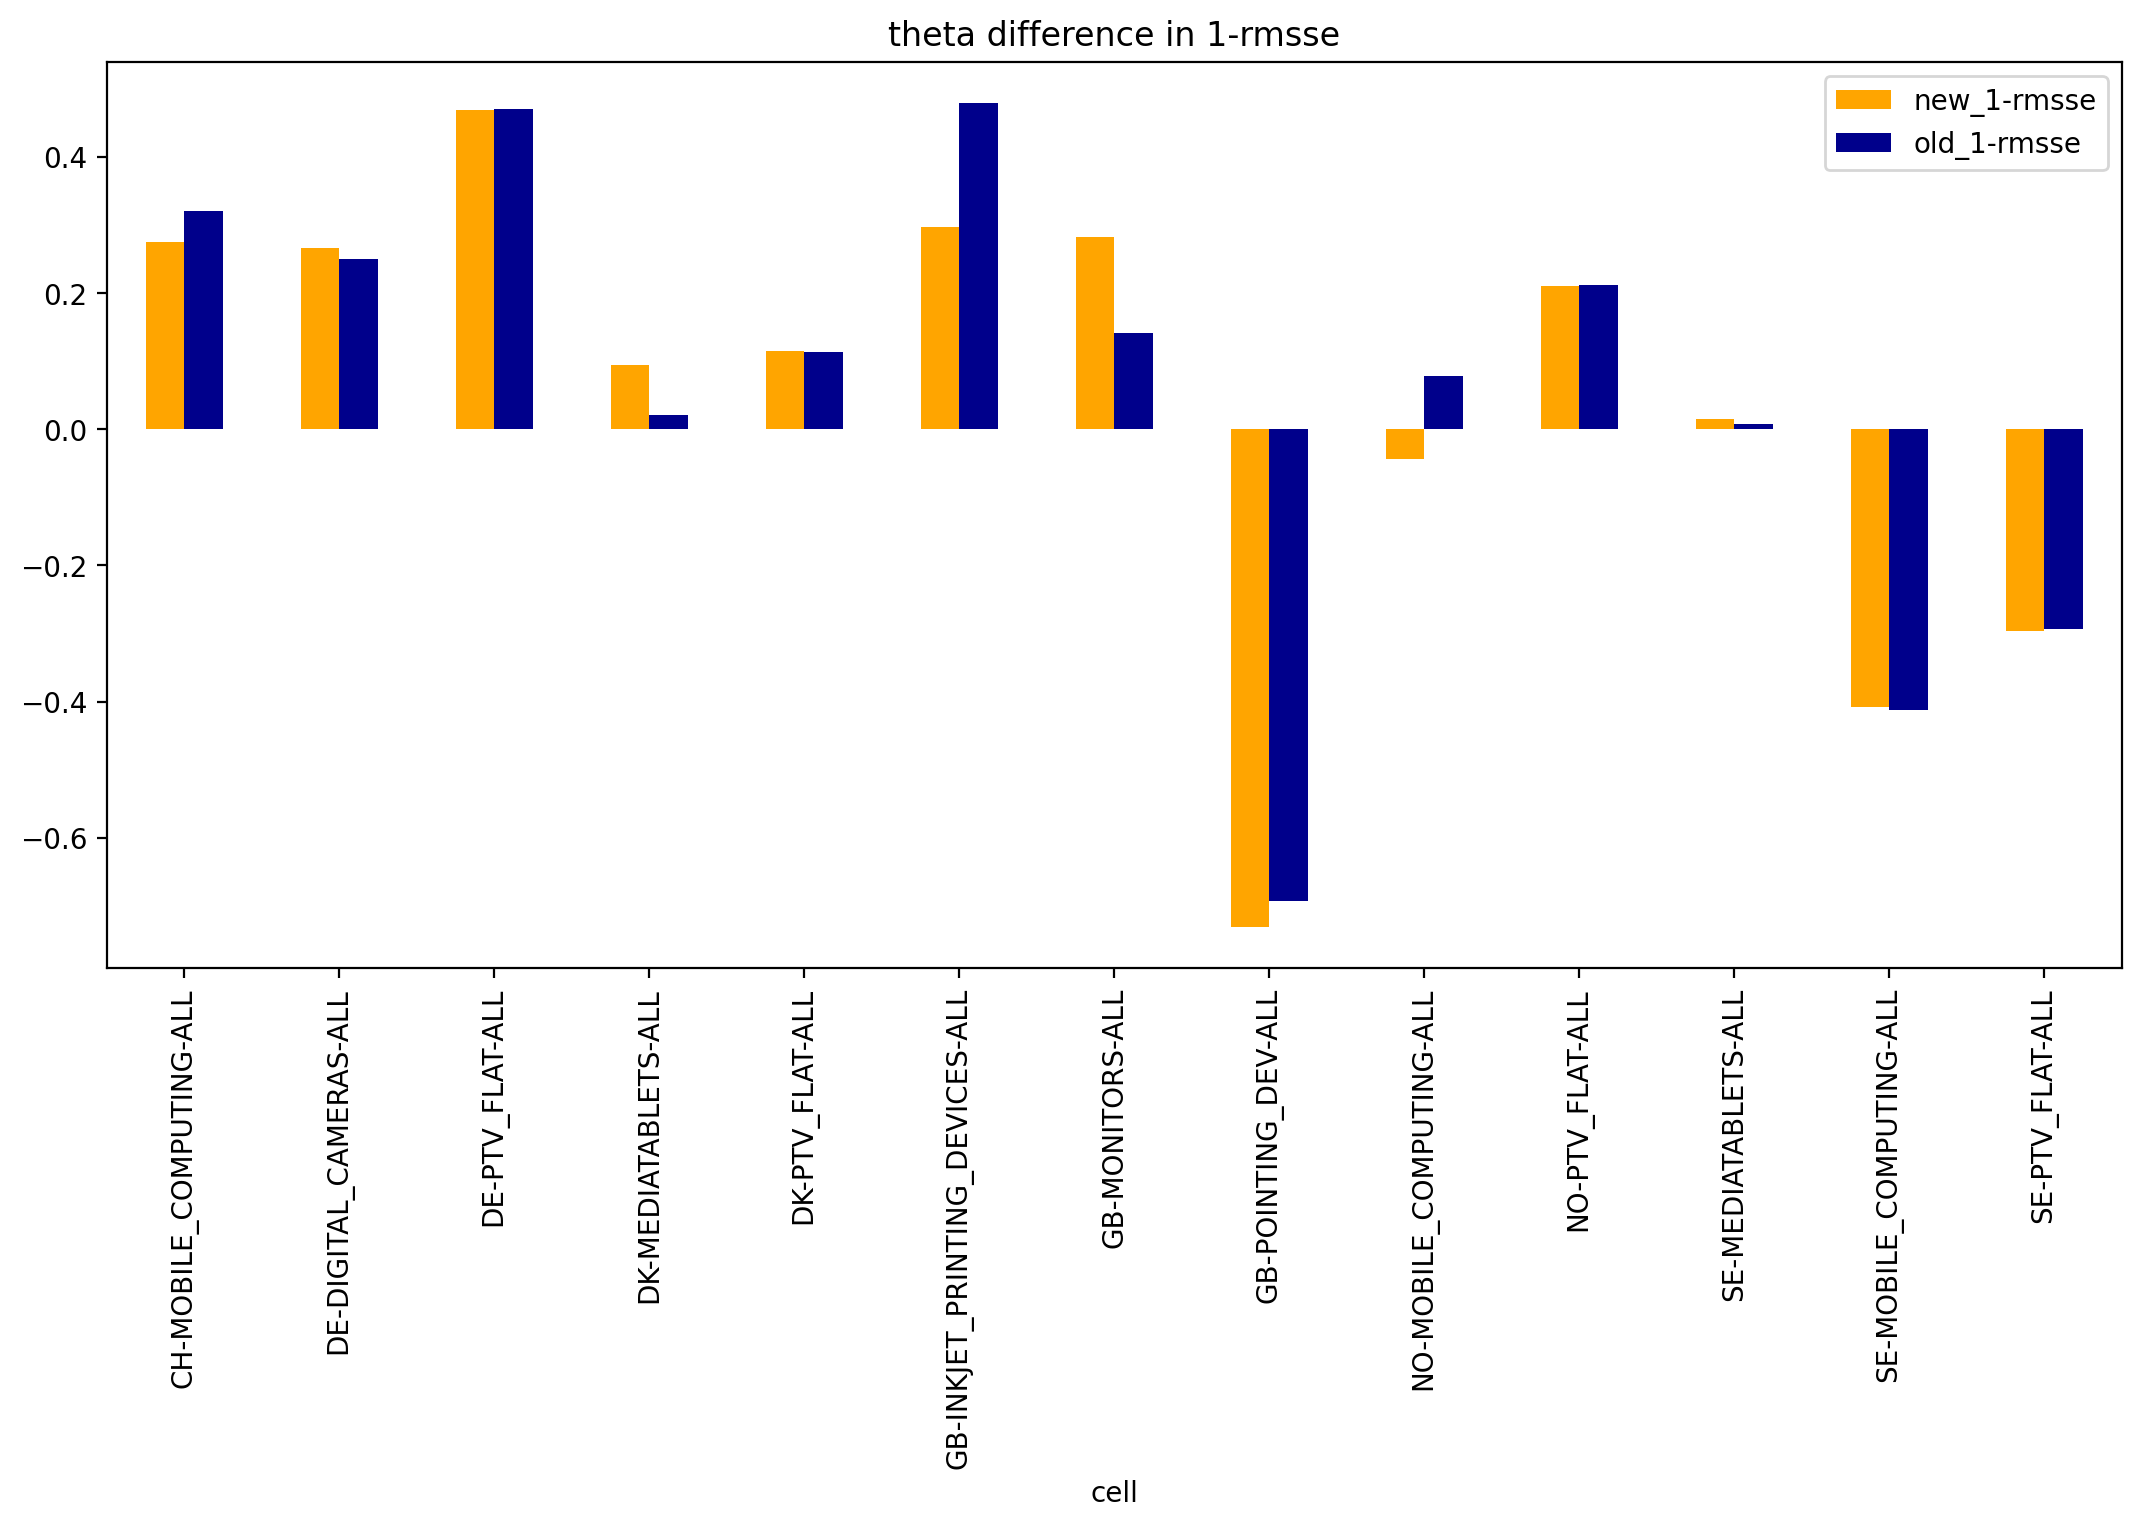 theta difference in 1-rmsse
new_1-rmsse
old_1-rmsse
0.4
0.2
0.0
−0.2
−0.4
−0.6
CH-MOBILE_COMPUTING-ALL
DE-DIGITAL_CAMERAS-ALL
DE-PTV_FLAT-ALL
DK-MEDIATABLETS-ALL
DK-PTV_FLAT-ALL
GB-INKJET_PRINTING_DEVICES-ALL
GB-MONITORS-ALL
GB-POINTING_DEV-ALL
NO-MOBILE_COMPUTING-ALL
NO-PTV_FLAT-ALL
SE-MEDIATABLETS-ALL
SE-MOBILE_COMPUTING-ALL
SE-PTV_FLAT-ALL
cell